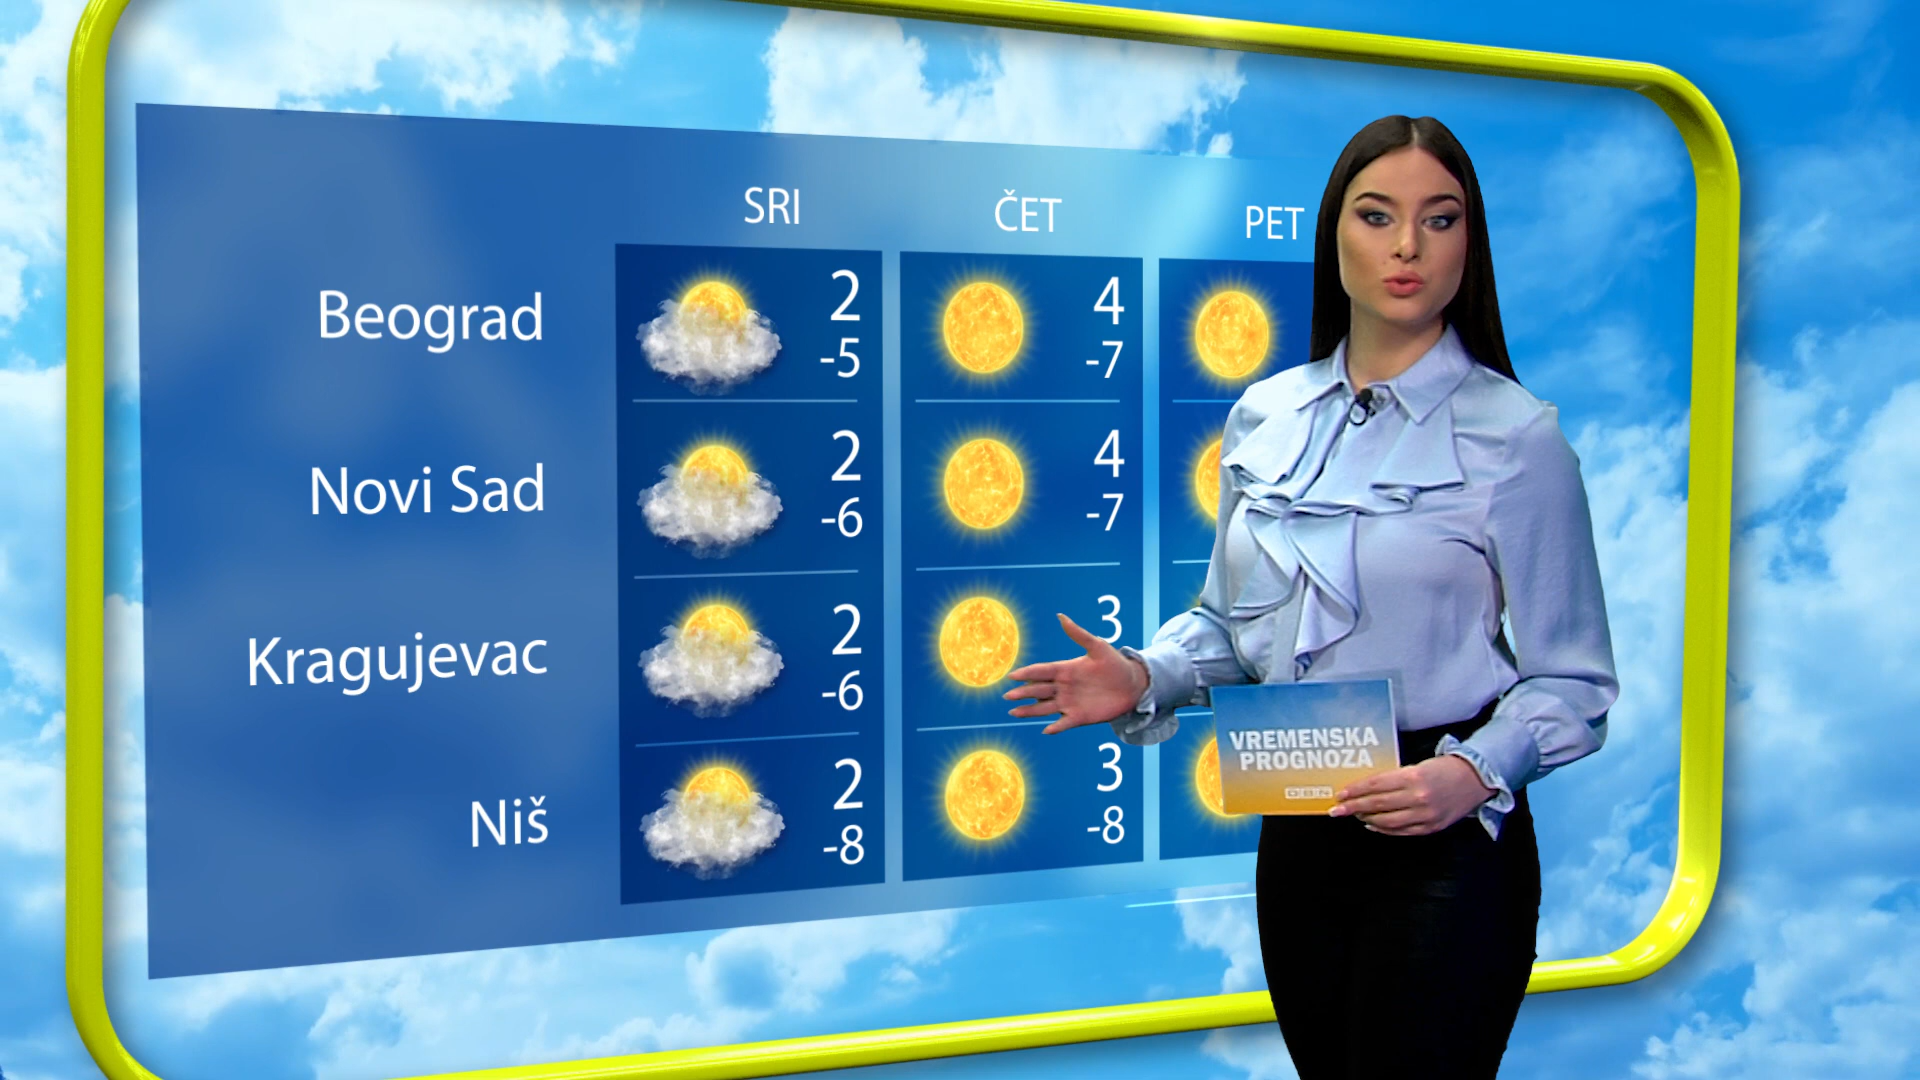 SRI ČET PET
Beograd 2 4
-5 -7
Novi Sad 2 4
-6 -7
Kragujevac 2 3
-6
Niš 2 3
-8 -8
VREMENSKA
PROGNOZA
OBN